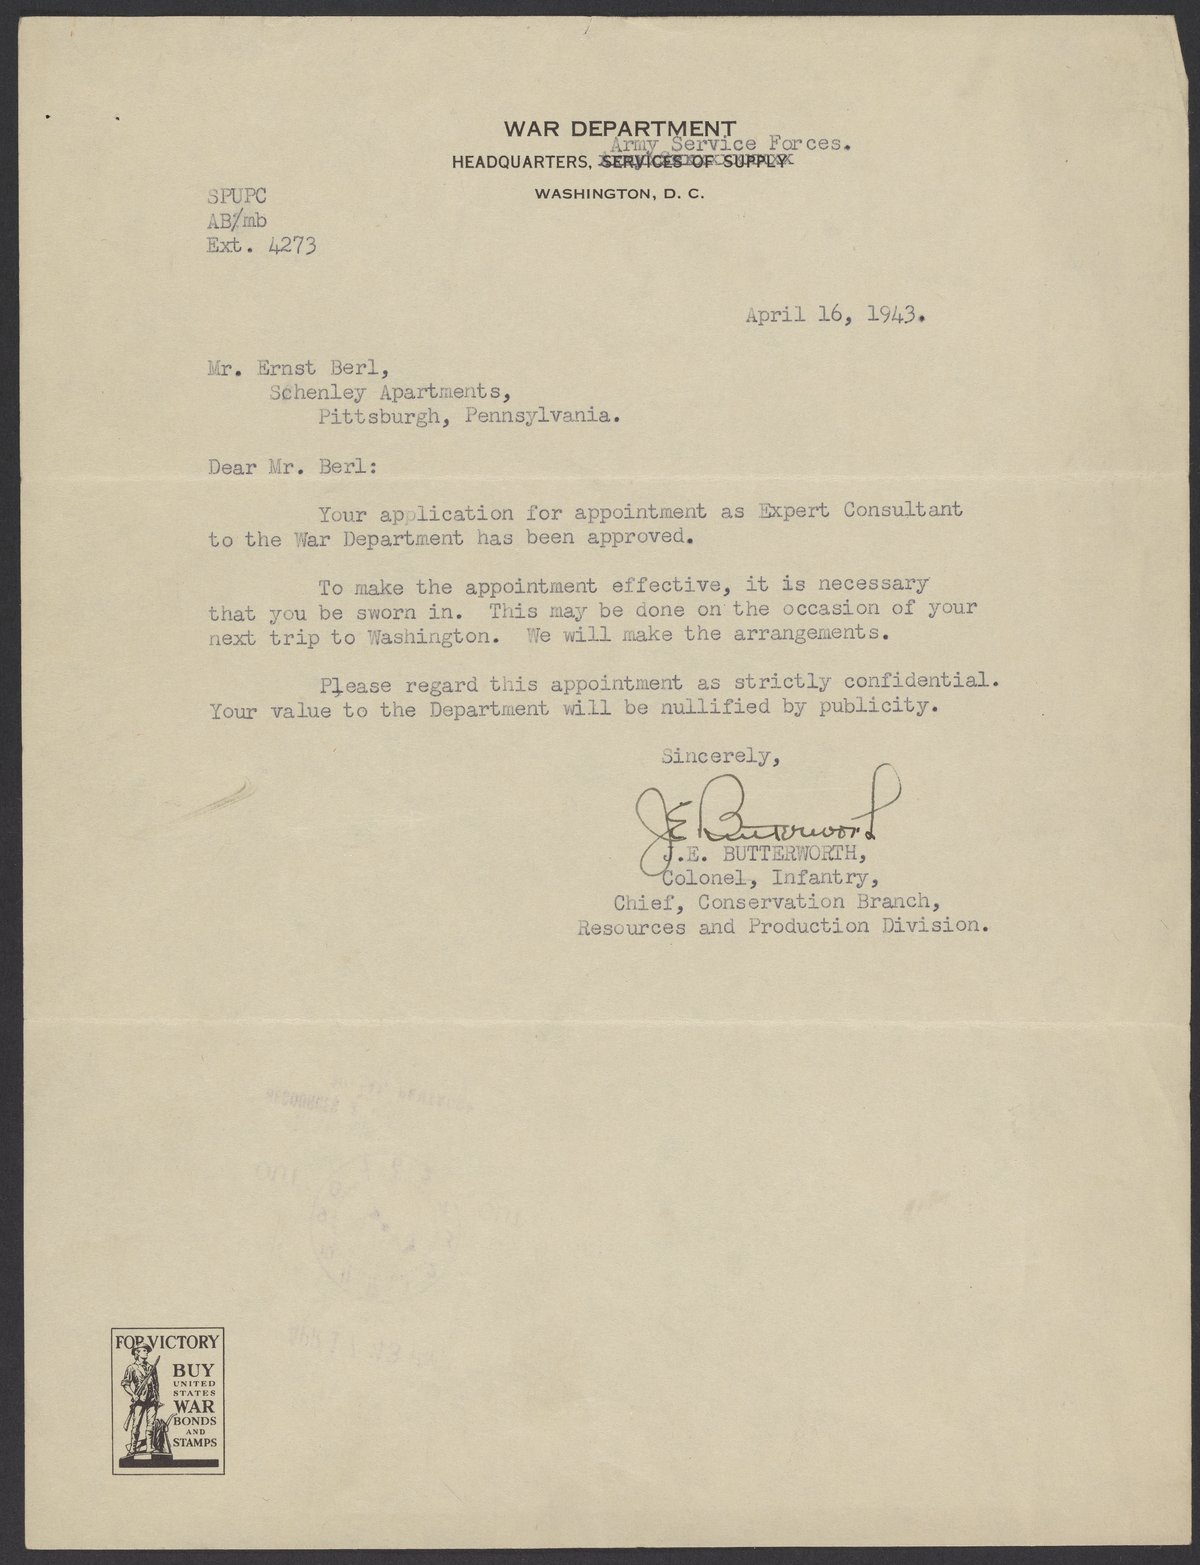 WAR DEPARTMENT
Army Service Forces.
HEADQUARTERS, SERVICES OF SUPPLY
WASHINGTON, D. C.
SPUPC
AB/mb
Ext. 4273
April 16, 1943.
Mr. Ernst Berl,
Schenley Apartments,
Pittsburgh, Pennsylvania.
Dear Mr. Berl:
Your application for appointment as Expert Consultant
to the War Department has been approved.
To make the appointment effective, it is necessary
that you be sworn in. This may be done on the occasion of your
next trip to Washington. We will make the arrangements.
Please regard this appointment as strictly confidential.
Your value to the Department will be nullified by publicity.
Sincerely,
J E Butterworth
J.E. BUTTERWORTH,
Colonel, Infantry,
Chief, Conservation Branch,
Resources and Production Division.
FOR VICTORY
BUY
UNITED
STATES
WAR
BONDS
AND
STAMPS